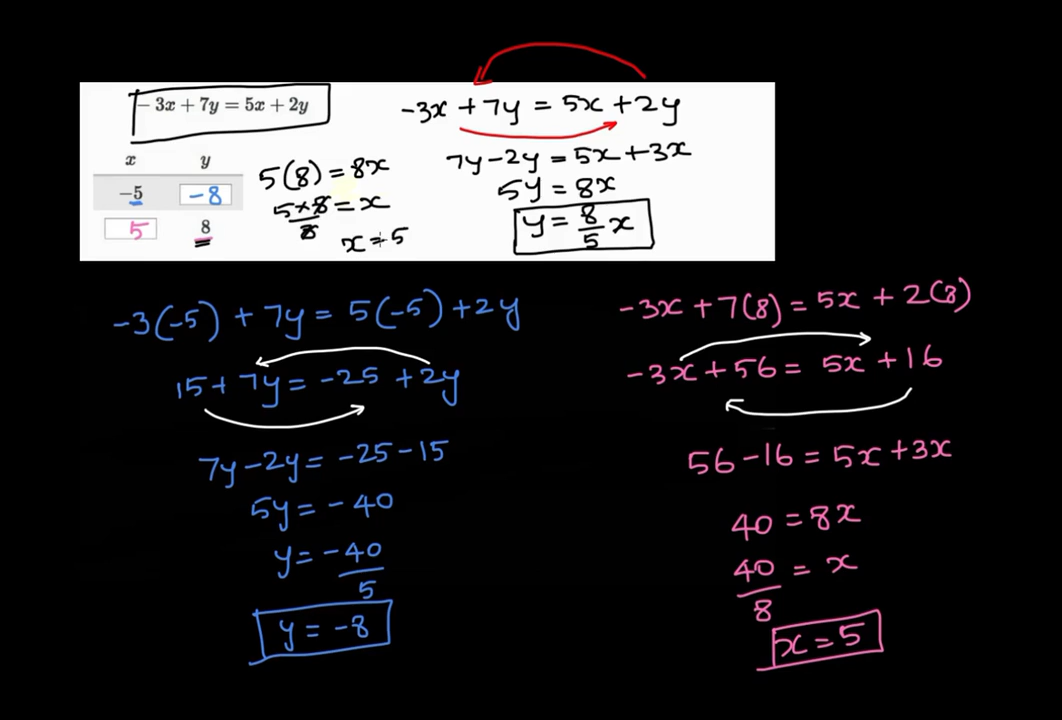 − 3x + 7y = 5x + 2y
x y
−5 -8
5 8
5(8) = 8x
5×8/8 = x
x = 5
-3x + 7y = 5x + 2y
7y - 2y = 5x + 3x
5y = 8x
y = 8/5 x
-3(-5) + 7y = 5(-5) + 2y
15 + 7y = -25 + 2y
7y - 2y = -25 - 15
5y = -40
y = -40/5
y = -8
-3x + 7(8) = 5x + 2(8)
-3x + 56 = 5x + 16
56 - 16 = 5x + 3x
40 = 8x
40/8 = x
x = 5